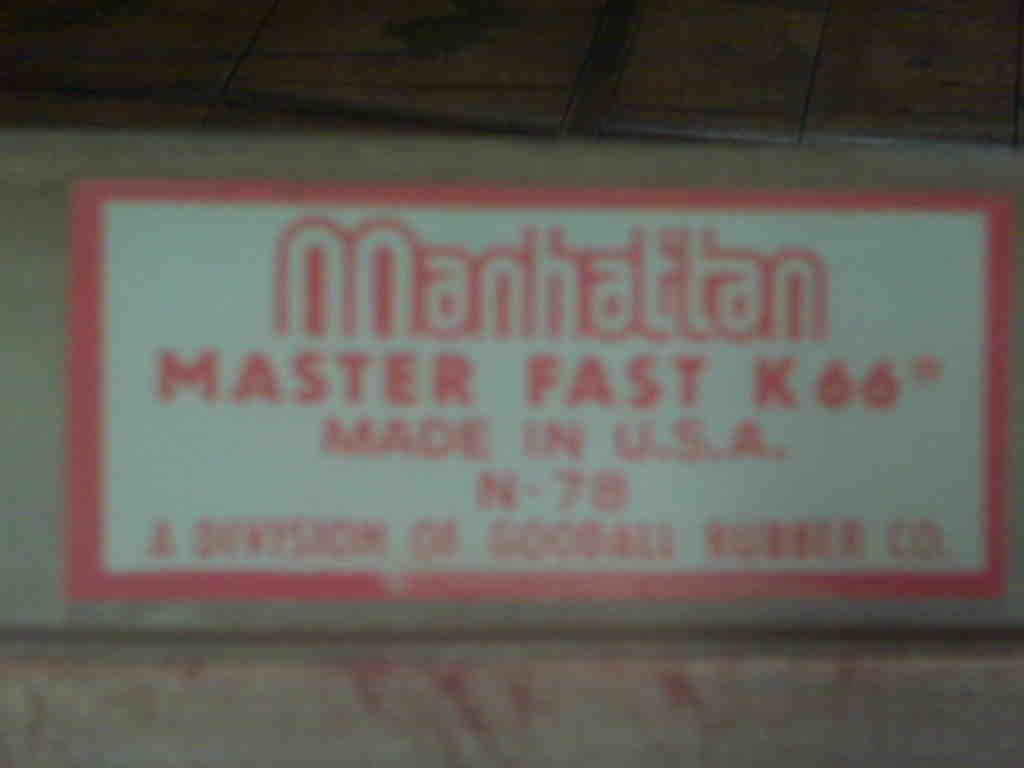 Manhattan
MASTER FAST K66"
MADE IN U.S.A.
N-78
A DIVISION OF GOODALL RUBBER CO.